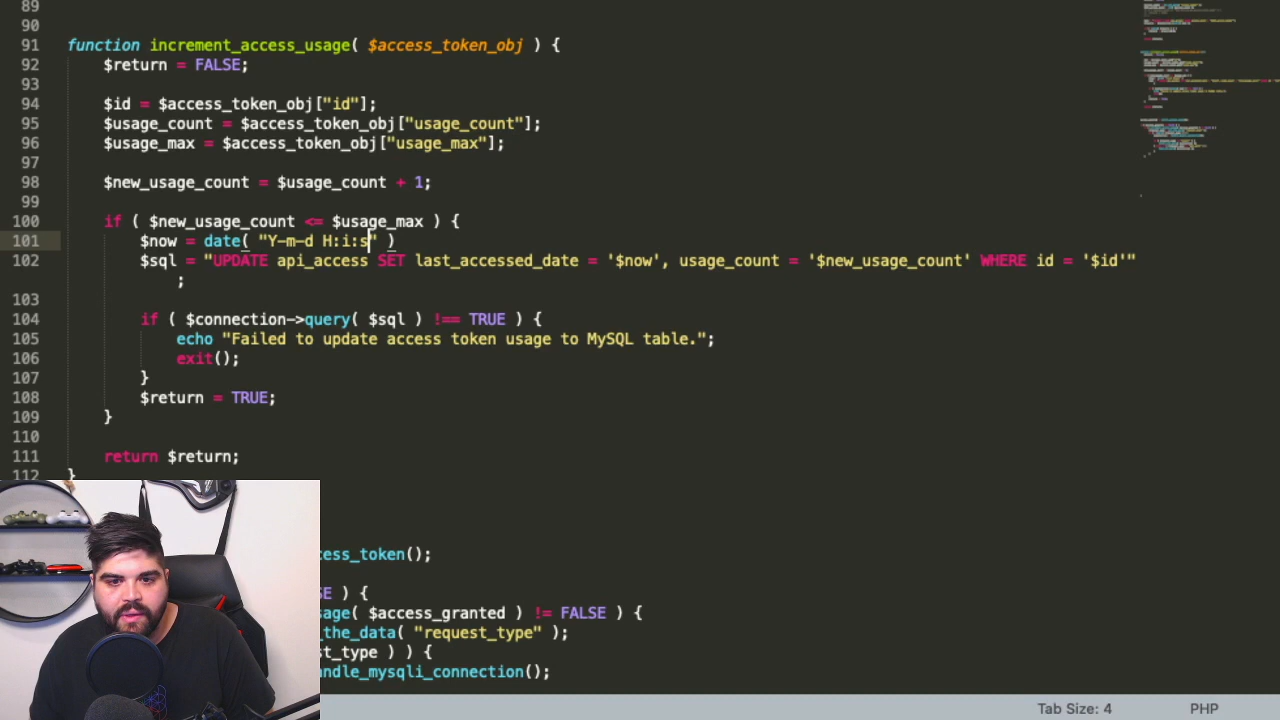 89
90
91 function increment_access_usage( $access_token_obj ) {
92 $return = FALSE;
93
94 $id = $access_token_obj["id"];
95 $usage_count = $access_token_obj["usage_count"];
96 $usage_max = $access_token_obj["usage_max"];
97
98 $new_usage_count = $usage_count + 1;
99
100 if ( $new_usage_count <= $usage_max ) {
101 $now = date( "Y-m-d H:i:s" )
102 $sql = "UPDATE api_access SET last_accessed_date = '$now', usage_count = '$new_usage_count' WHERE id = '$id'"
;
103
104 if ( $connection->query( $sql ) !== TRUE ) {
105 echo "Failed to update access token usage to MySQL table.";
106 exit();
107 }
108 $return = TRUE;
109 }
110
111 return $return;
112 }
cess_token();
SE ) {
sage( $access_granted ) != FALSE ) {
_the_data( "request_type" );
st_type ) ) {
andle_mysqli_connection();
Tab Size: 4 PHP